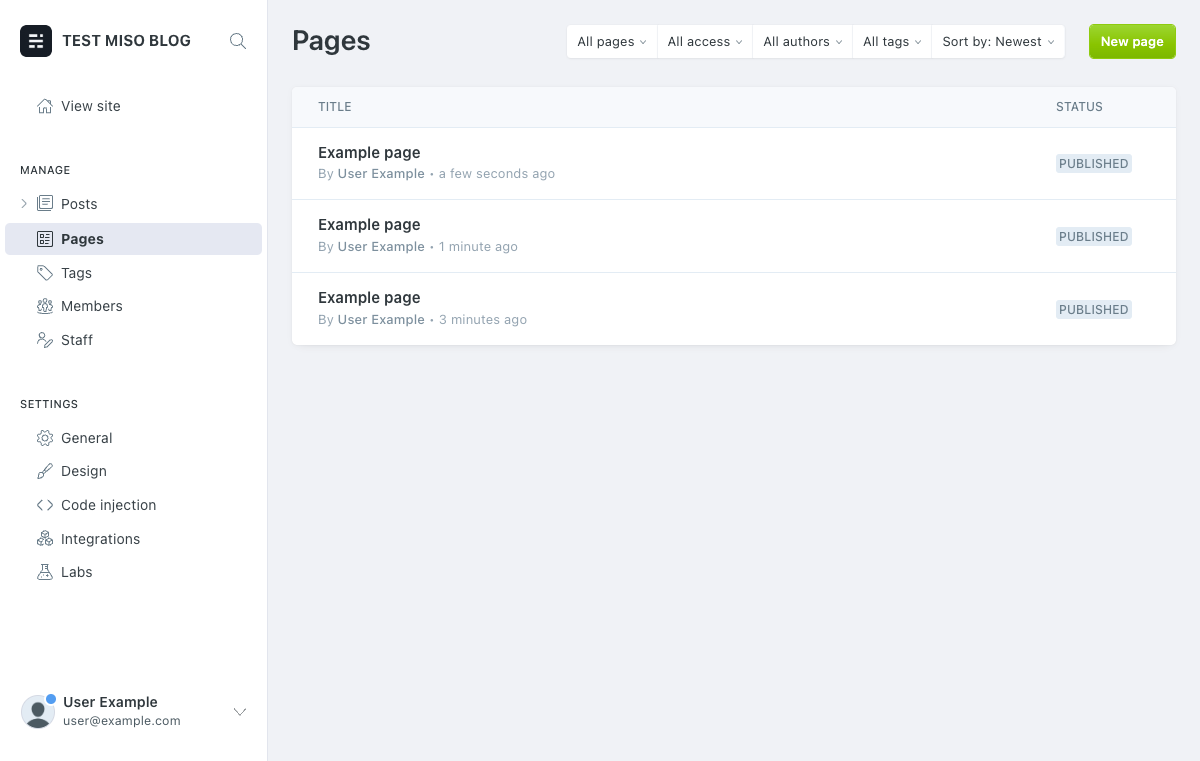 TEST MISO BLOG
View site
MANAGE
Posts
Pages
Tags
Members
Staff
SETTINGS
General
Design
Code injection
Integrations
Labs
User Example
user@example.com
Pages
All pages
All access
All authors
All tags
Sort by: Newest
New page
TITLE STATUS
Example page
By User Example • a few seconds ago
PUBLISHED
Example page
By User Example • 1 minute ago
PUBLISHED
Example page
By User Example • 3 minutes ago
PUBLISHED